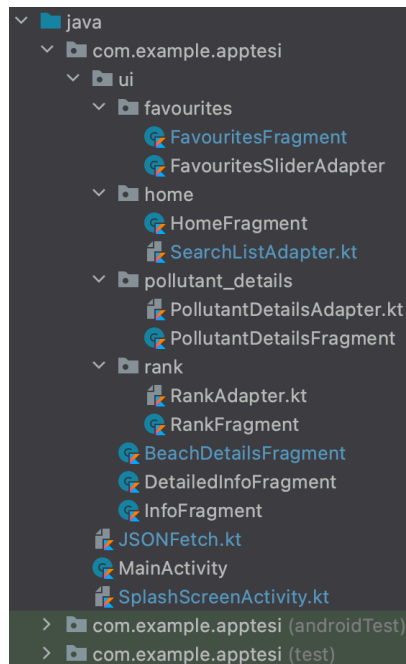 java
com.example.apptesi
ui
favourites
FavouritesFragment
FavouritesSliderAdapter
home
HomeFragment
SearchListAdapter.kt
pollutant_details
PollutantDetailsAdapter.kt
PollutantDetailsFragment
rank
RankAdapter.kt
RankFragment
BeachDetailsFragment
DetailedInfoFragment
InfoFragment
JSONFetch.kt
MainActivity
SplashScreenActivity.kt
com.example.apptesi (androidTest)
com.example.apptesi (test)